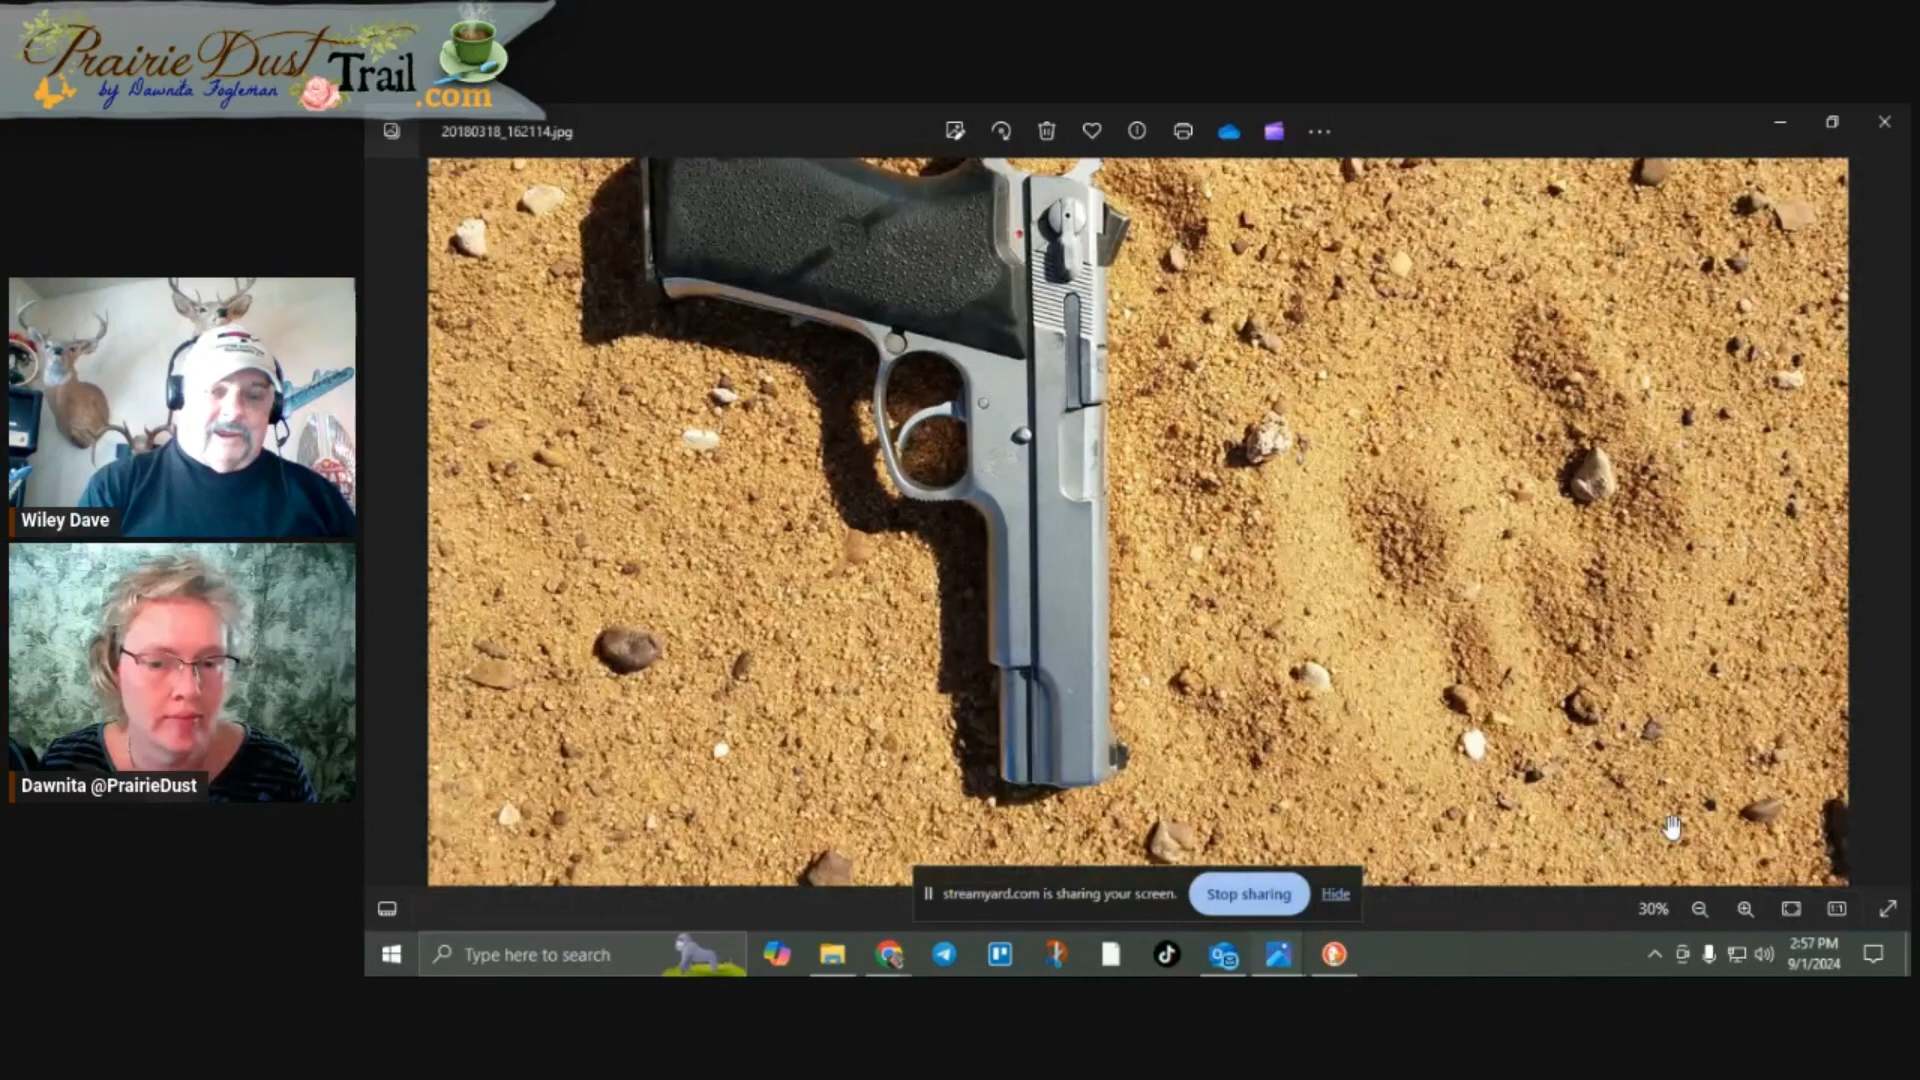 Prairie Dust Trail
by Dawnita Fogleman
.com
20180318_162114.jpg
Wiley Dave
Dawnita @PrairieDust
streamyard.com is sharing your screen.
Stop sharing
Hide
30%
Type here to search
2:57 PM
9/1/2024